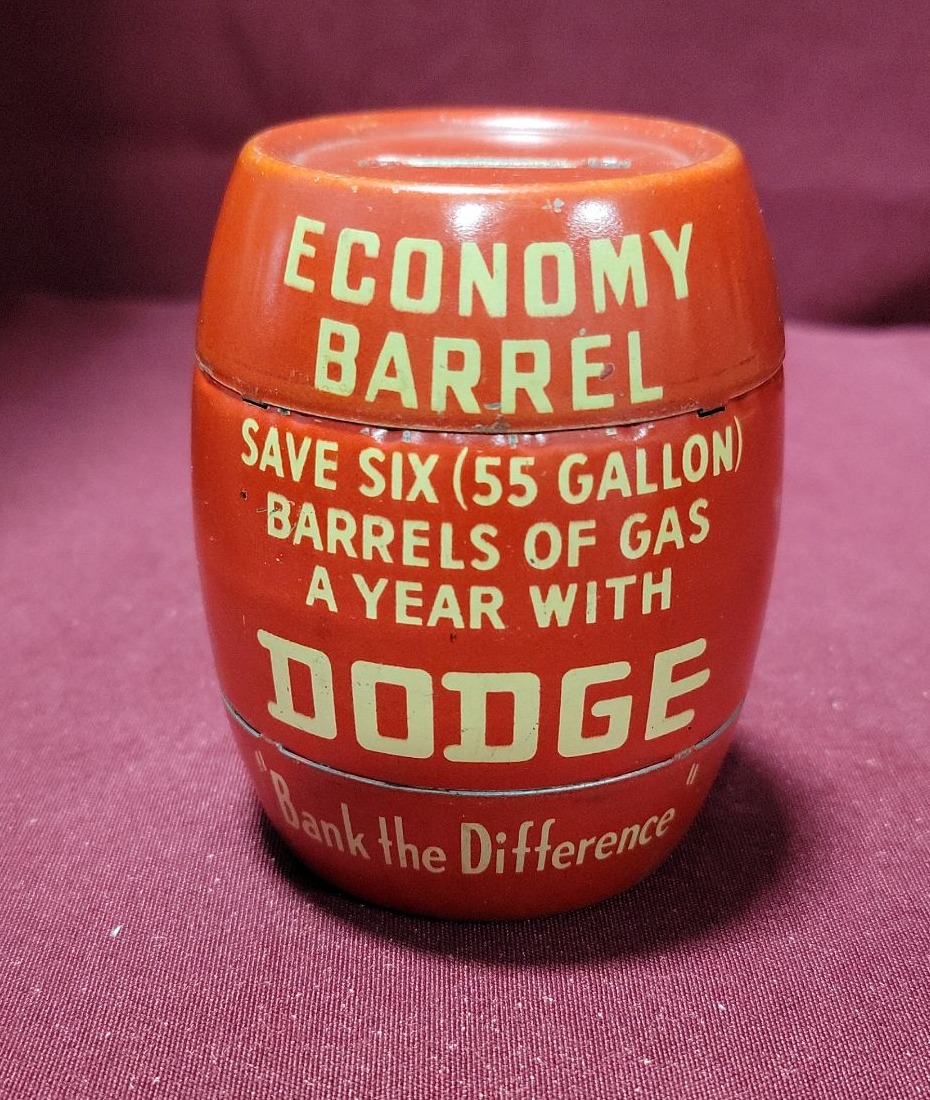 ECONOMY
BARREL
SAVE SIX (55 GALLON)
BARRELS OF GAS
A YEAR WITH
DODGE
"Bank the Difference"